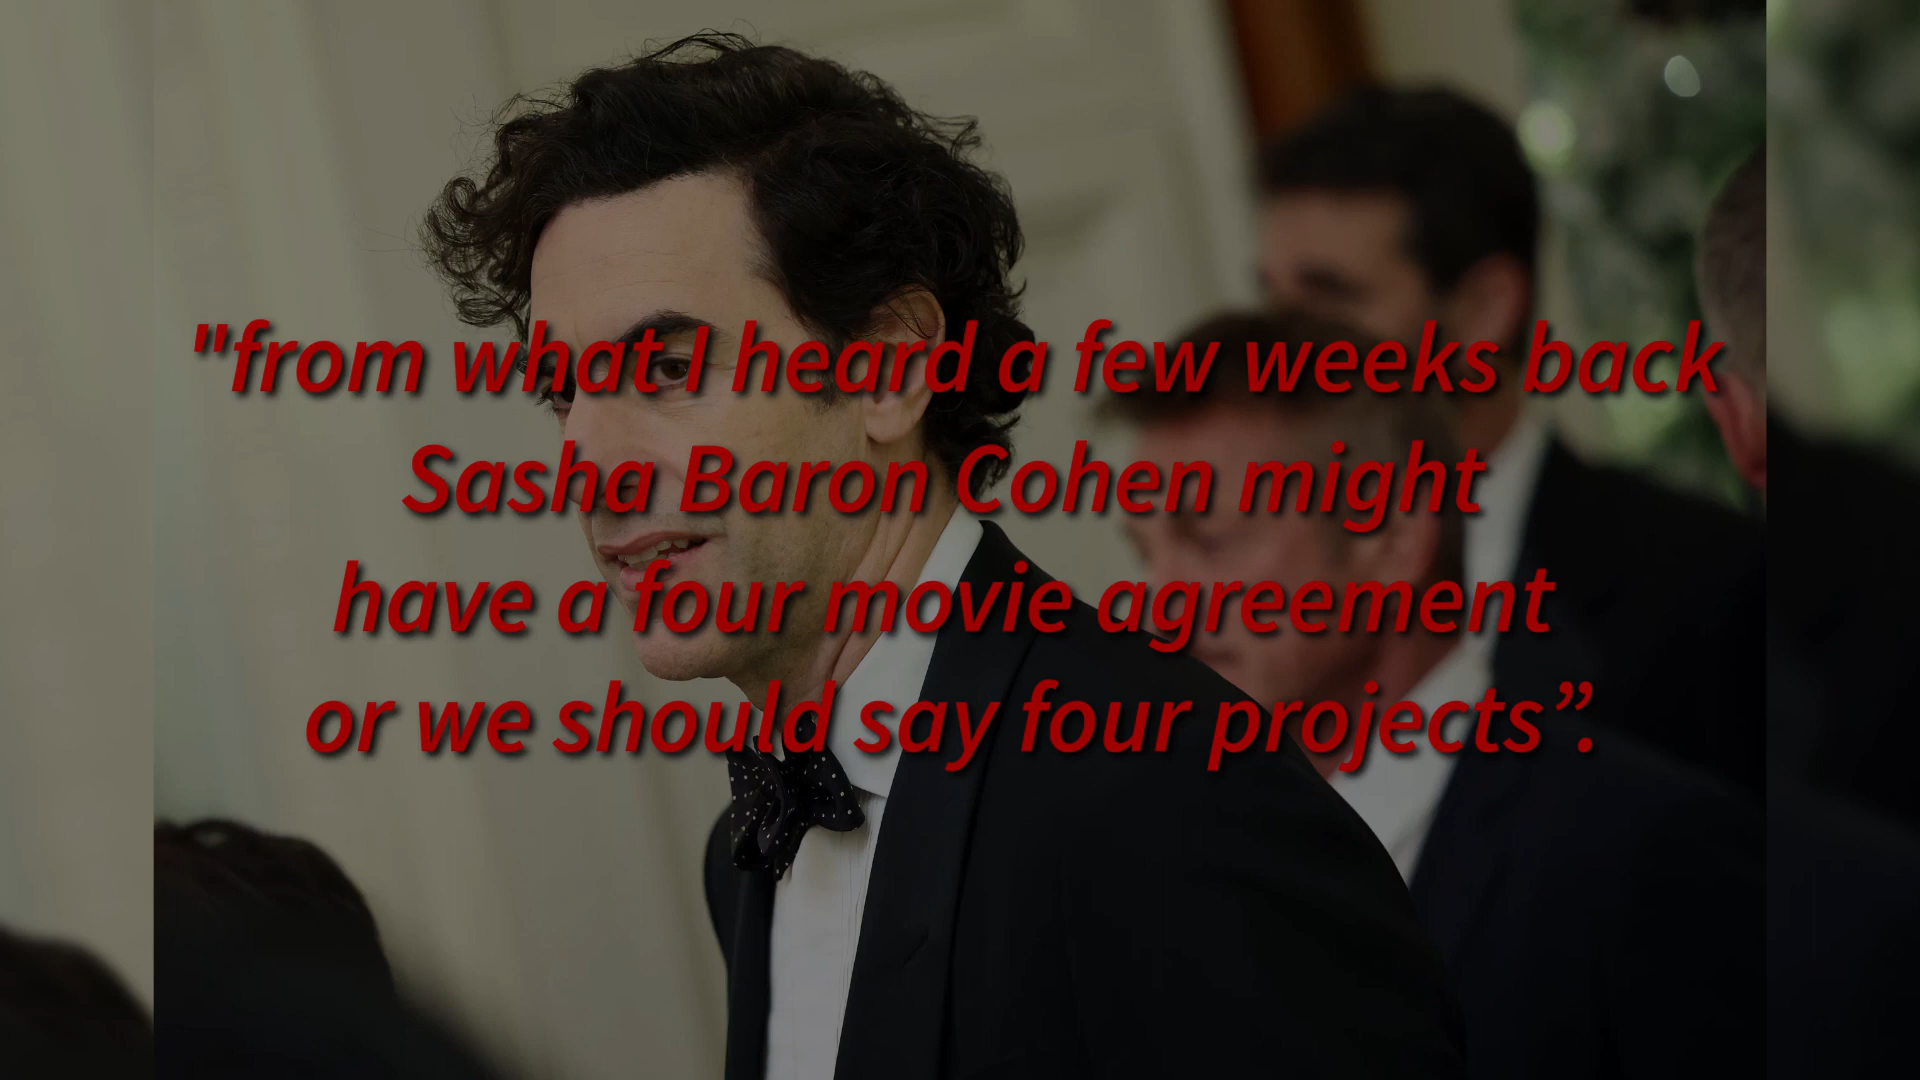 "from what I heard a few weeks back
Sasha Baron Cohen might
have a four movie agreement
or we should say four projects”.